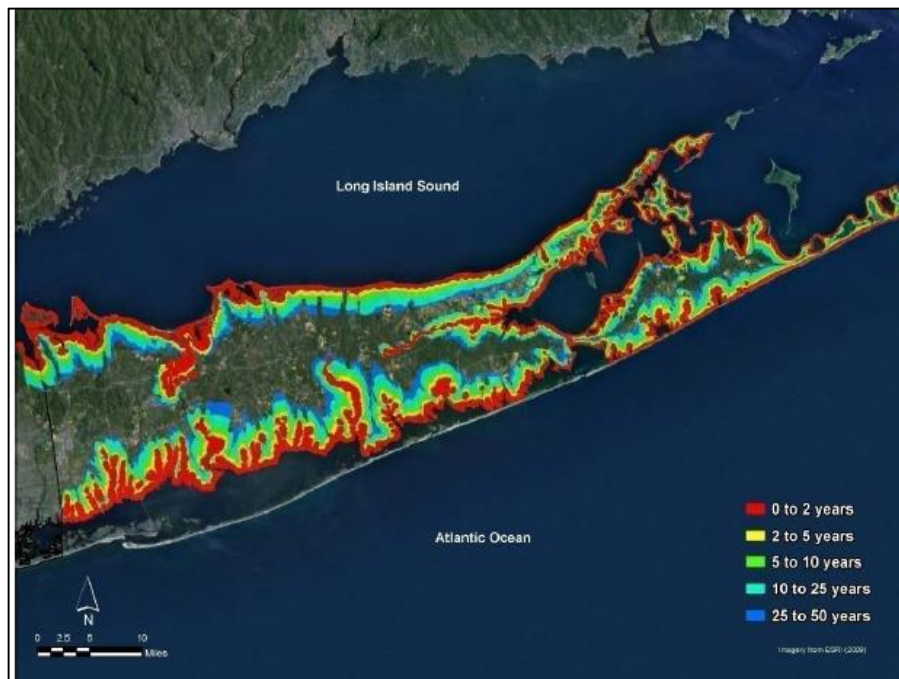 Long Island Sound
Atlantic Ocean
0 to 2 years
2 to 5 years
5 to 10 years
10 to 25 years
25 to 50 years
N
0 2.5 5 10
Miles
Imagery from ESRI (2009)